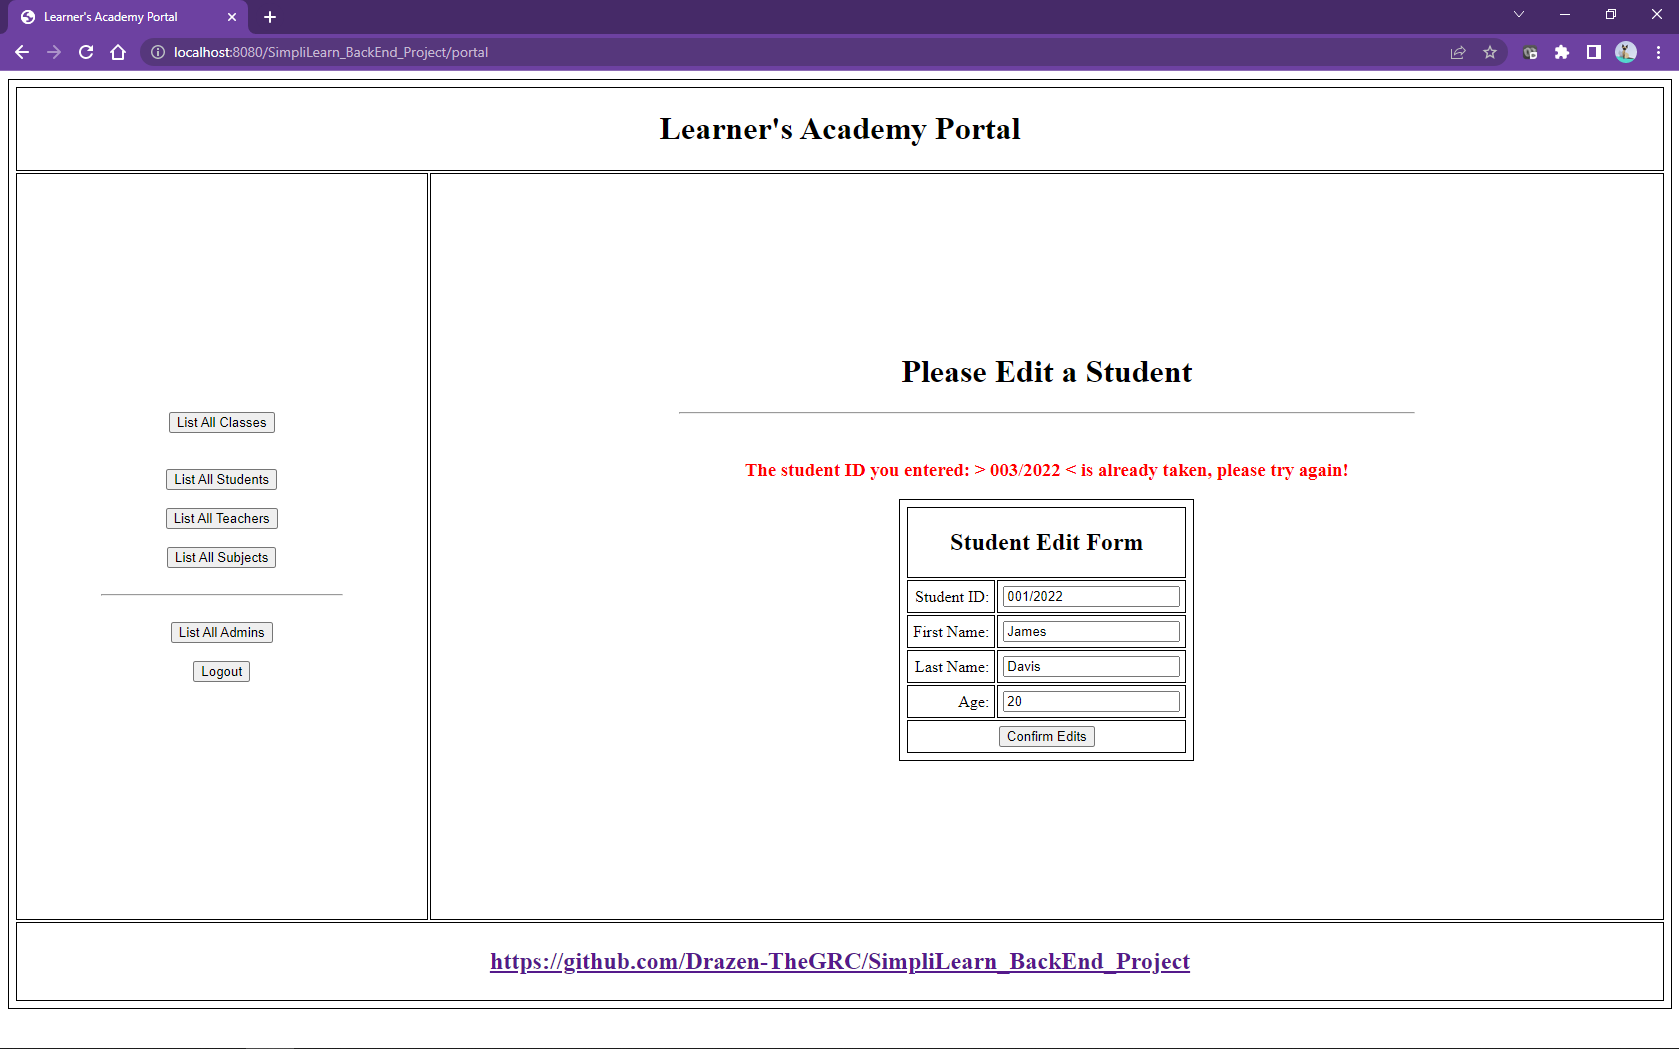 Learner's Academy Portal
localhost:8080/SimpliLearn_BackEnd_Project/portal
Learner's Academy Portal
List All Classes
List All Students
List All Teachers
List All Subjects
List All Admins
Logout
Please Edit a Student
The student ID you entered: > 003/2022 < is already taken, please try again!
Student Edit Form
Student ID: 001/2022
First Name: James
Last Name: Davis
Age: 20
Confirm Edits
https://github.com/Drazen-TheGRC/SimpliLearn_BackEnd_Project